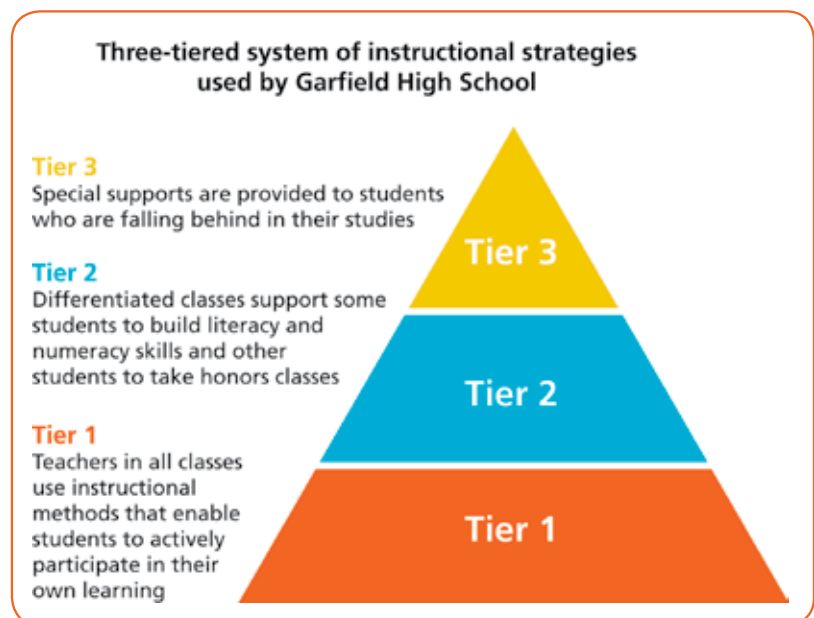 Three-tiered system of instructional strategies
used by Garfield High School
Tier 3
Special supports are provided to students
who are falling behind in their studies
Tier 3
Tier 2
Differentiated classes support some
students to build literacy and
numeracy skills and other
students to take honors classes
Tier 2
Tier 1
Teachers in all classes
use instructional
methods that enable
students to actively
participate in their
own learning
Tier 1